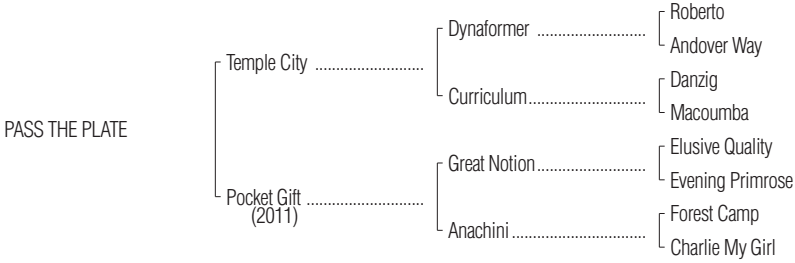 Roberto
Dynaformer ..........................
Andover Way
Temple City ..........................
Danzig
Curriculum............................
Macoumba
PASS THE PLATE
Elusive Quality
Great Notion..........................
Evening Primrose
Pocket Gift ............................
(2011)
Forest Camp
Anachini ................................
Charlie My Girl